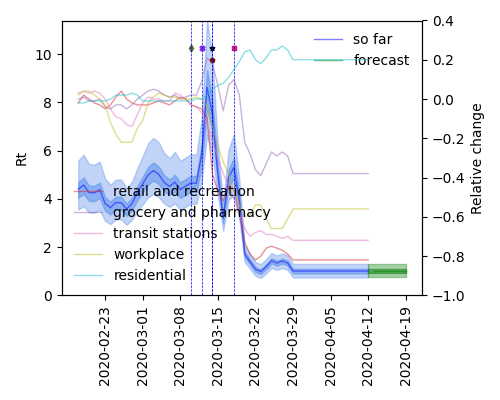 so far
forecast
retail and recreation
grocery and pharmacy
transit stations
workplace
residential
Rt
Relative change
10
8
6
4
2
0
0.4
0.2
0.0
−0.2
−0.4
−0.6
−0.8
−1.0
2020-02-23
2020-03-01
2020-03-08
2020-03-15
2020-03-22
2020-03-29
2020-04-05
2020-04-12
2020-04-19